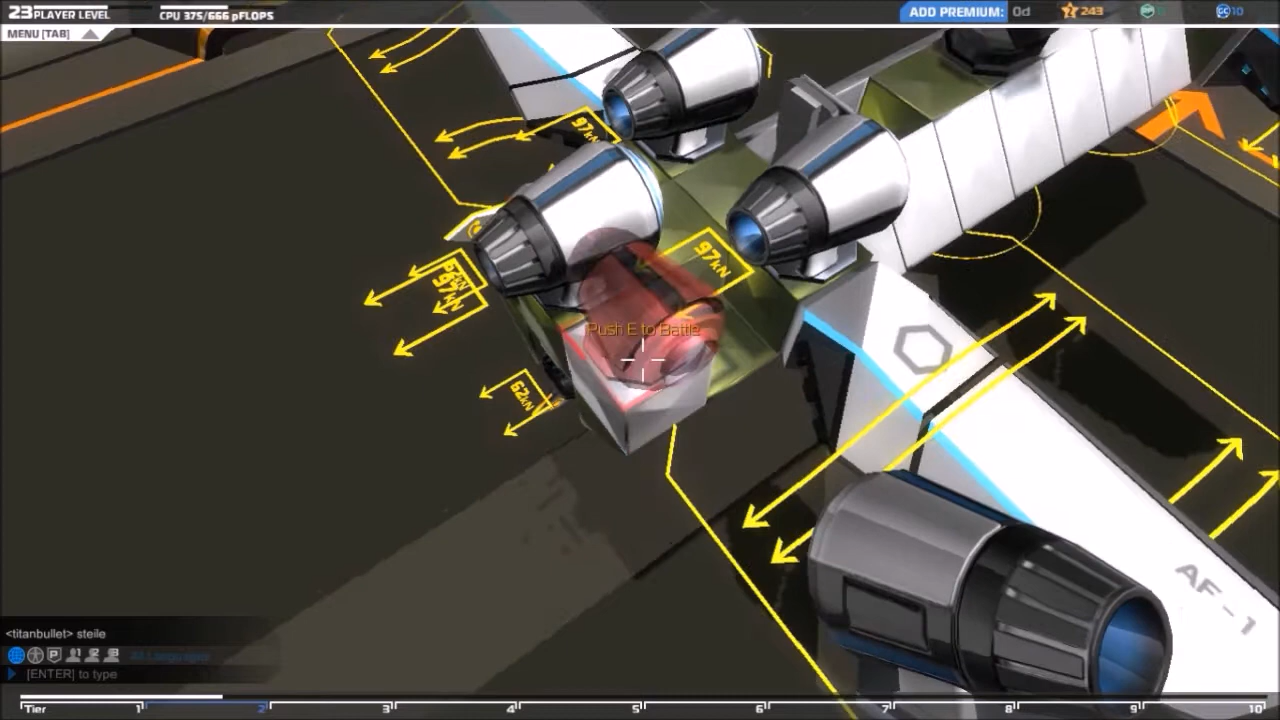 23 PLAYER LEVEL
CPU 375/666 pFLOPS
ADD PREMIUM: 0d
243
10
MENU [TAB]
97kN
97kN
97kN
62kN
Push E to Battle
AF-1
<titanbullet> steile
P
[ENTER] to type
Tier 1 2 3 4 5 6 7 8 9 10